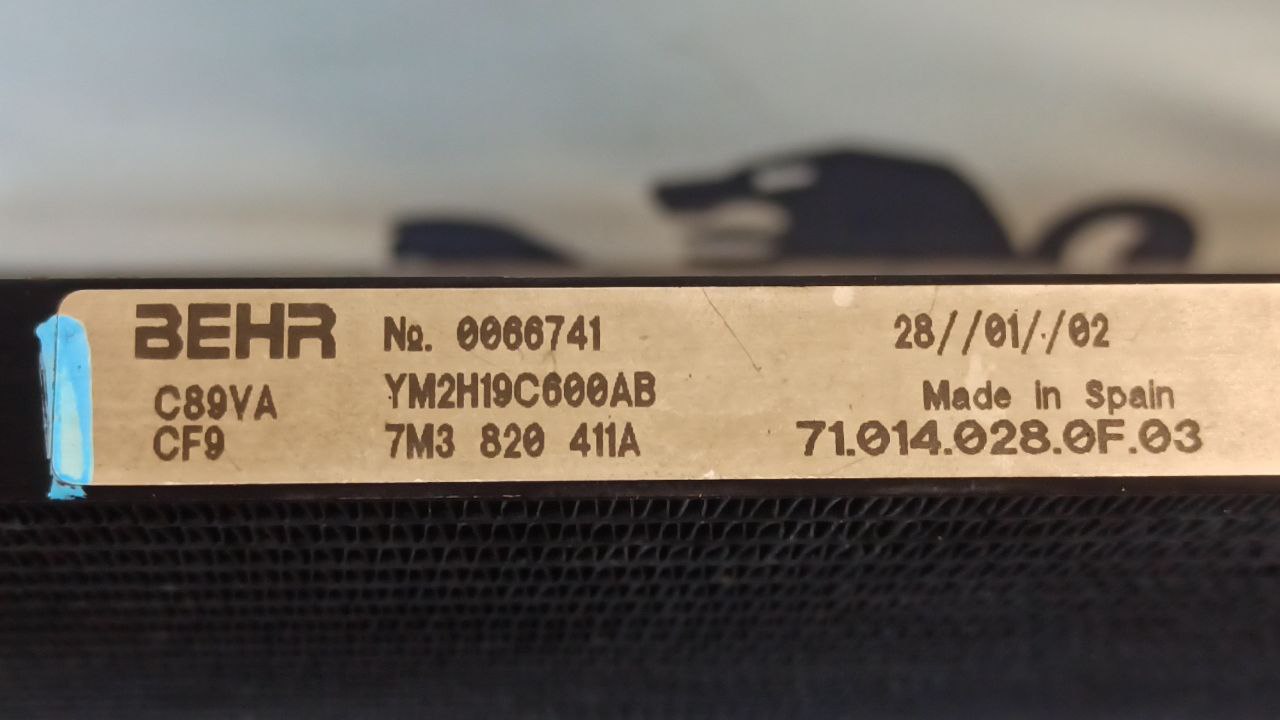 BEHR No. 0066741 28//01/./02
C89VA YM2H19C600AB Made in Spain
CF9 7M3 820 411A 71.014.028.0F.03